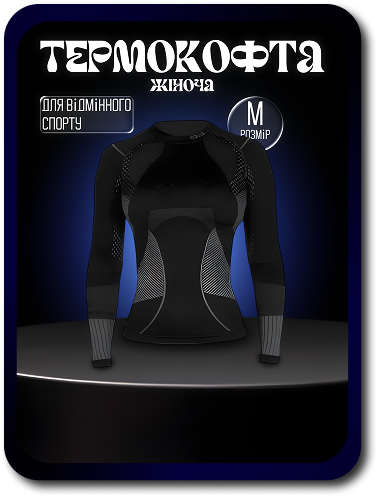 ТЕРМОКОФТА
ЖІНОЧА
ДЛЯ ВІДМІННОГО
СПОРТУ
M
РОЗМІР